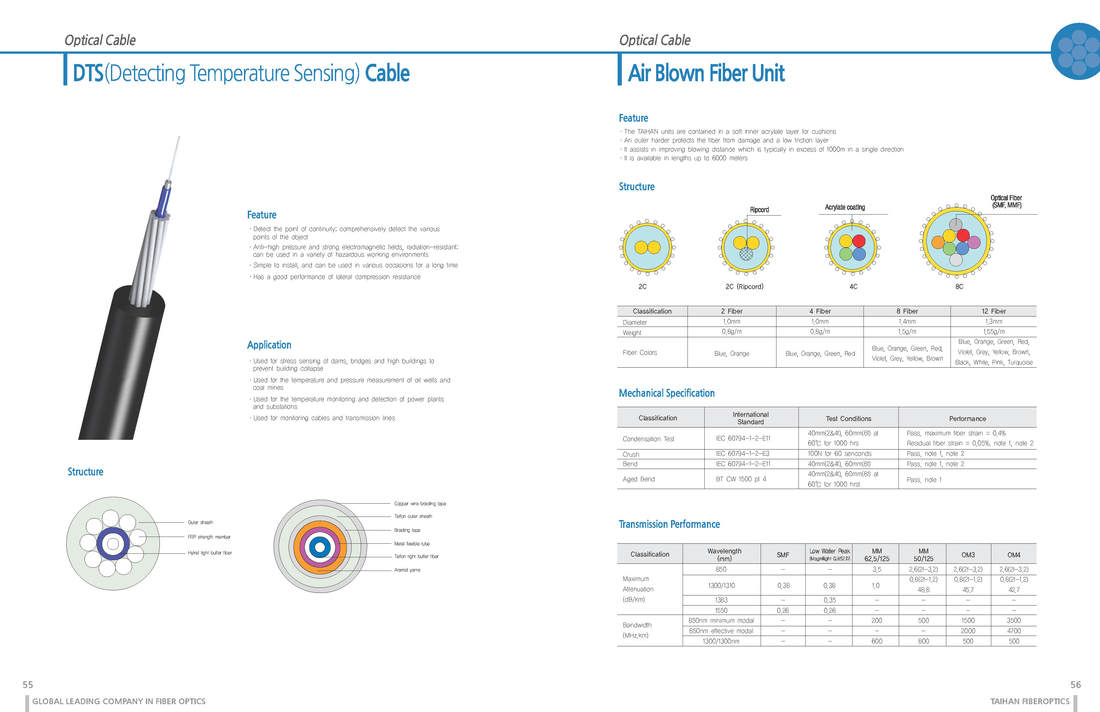 Optical Cable
DTS(Detecting Temperature Sensing) Cable
Feature
· Detect the point of continuity; comprehensively detect the various
points of the object
· Anti-high pressure and strong electromagnetic fields, radiation-resistant;
can be used in a variety of hazardous working environments
· Simple to install, and can be used in various occasions for a long time
· Has a good performance of lateral compression resistance
Application
· Used for stress sensing of dams, bridges and high buildings to
prevent building collapse
· Used for the temperature and pressure measurement of oil wells and
coal mines
· Used for the temperature monitoring and detection of power plants
and substations
· Used for monitoring cables and transmission lines
Structure
Outer sheath
FRP strength member
Hytrel tight buffer fiber
Copper wire braiding tape
Teflon outer sheath
Braiding tape
Metal flexible tube
Teflon tight buffer fiber
Aramid yarns
55
GLOBAL LEADING COMPANY IN FIBER OPTICS
Optical Cable
Air Blown Fiber Unit
Feature
· The TAIHAN units are contained in a soft inner acrylate layer for cushions
· An outer harder protects the fiber from damage and a low friction layer
· It assists in improving blowing distance which is typically in excess of 1000m in a single direction
· It is available in lengths up to 6000 meters
Structure
Ripcord
Acrylate coating
Optical Fiber
(SMF, MMF)
2C
2C (Ripcord)
4C
8C
Classification 2 Fiber 4 Fiber 8 Fiber 12 Fiber
Diameter 1.0mm 1.0mm 1.4mm 1.3mm
Weight 0.8g/m 0.8g/m 1.5g/m 1.55g/m
Fiber Colors Blue, Orange Blue, Orange, Green, Red Blue, Orange, Green, Red,
Violet, Grey, Yellow, Brown Blue, Orange, Green, Red,
Violet, Grey, Yellow, Brown,
Black, White, Pink, Turquoise
Mechanical Specification
Classification International
Standard Test Conditions Performance
Condensation Test IEC 60794-1-2-E11 40mm(2&4f), 60mm(8f) at
60℃ for 1000 hrs Pass, maximum fiber strain = 0.4%
Residual fiber strain = 0.05%, note 1, note 2
Crush IEC 60794-1-2-E3 100N for 60 senconds Pass, note 1, note 2
Bend IEC 60794-1-2-E11 40mm(2&4f), 60mm(8f) Pass, note 1, note 2
Aged Bend BT CW 1500 pt 4 40mm(2&4f), 60mm(8f) at
60℃ for 1000 hrst Pass, note 1
Transmission Performance
Classification Wavelength
(mm) SMF Low Water Peak MM
62.5/125 MM
50/125 OM3 OM4
Maximum
Attenuation
(dB/km)
850 - - 3.5 2.6(2f-3.2) 2.6(2f-3.2) 2.6(2f-3.2)
1300/1310 0.38 0.38 1.0 0.8(2f-1.2)
48.8 0.8(2f-1.2)
45.7 0.8(2f-1.2)
42.7
1383 - 0.35 - - - -
1550 0.26 0.26 - - - -
Bandwidth
(MHz.km)
850nm minimum modal - - 200 500 1500 3500
850nm effective modal - - - - 2000 4700
1300/1300nm - - 600 800 500 500
56
TAIHAN FIBEROPTICS